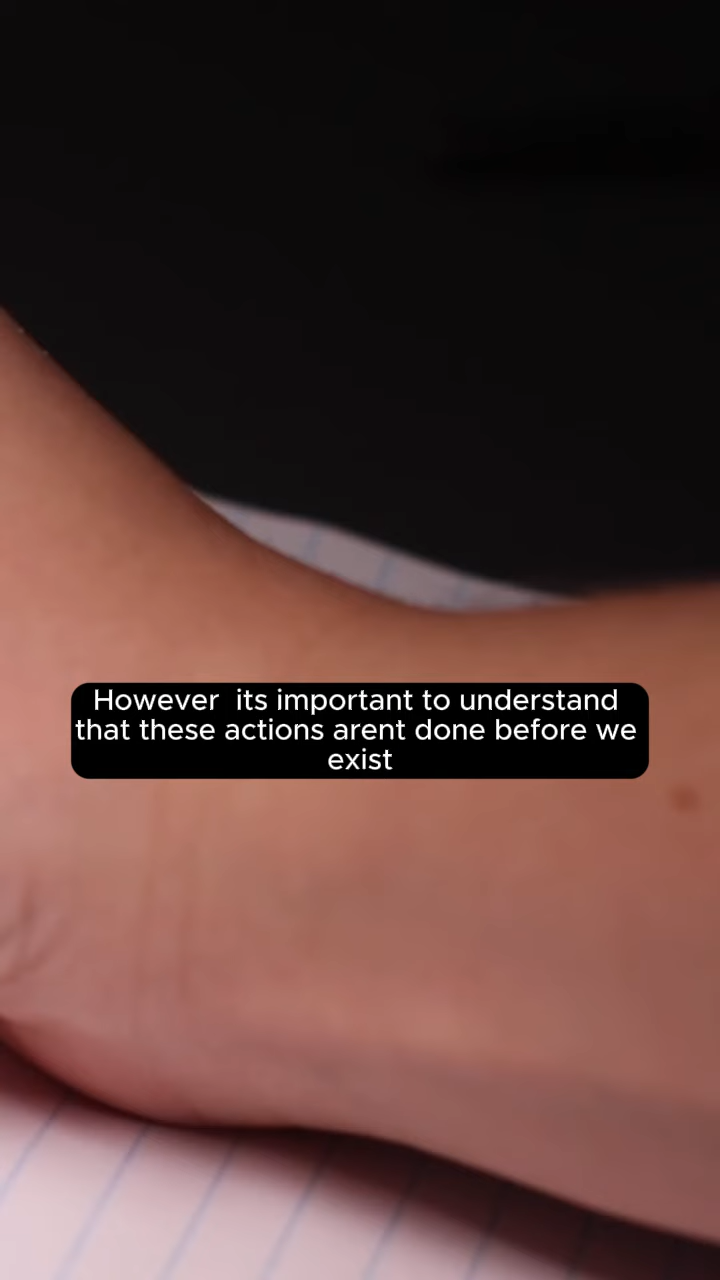 However  its important to understand
that these actions arent done before we
exist